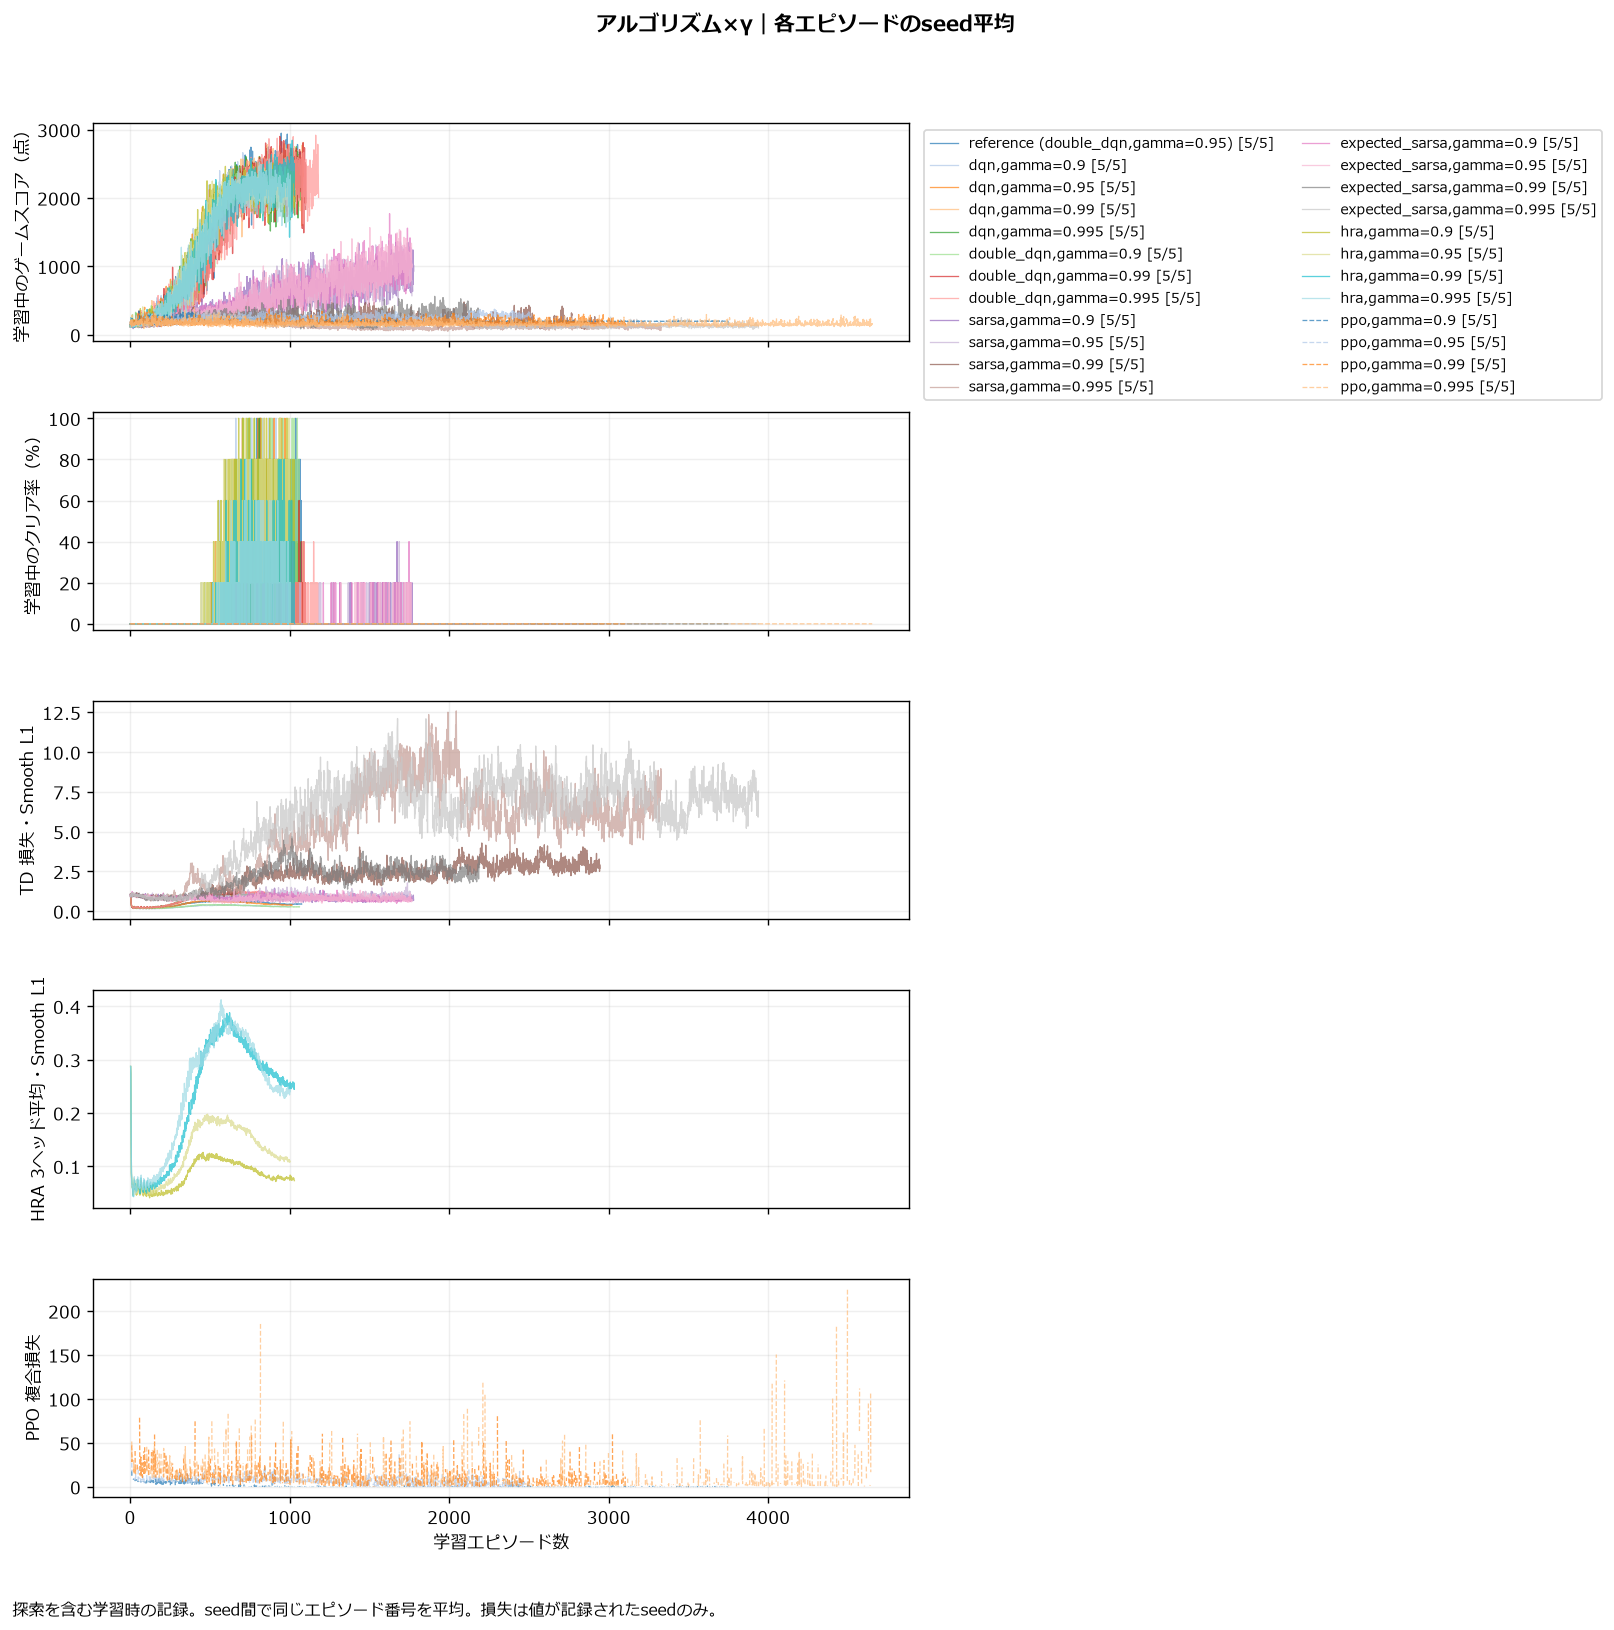 アルゴリズム×γ｜各エピソードのseed平均
学習中のゲームスコア（点）
3000
2000
1000
0
reference (double_dqn,gamma=0.95) [5/5]
dqn,gamma=0.9 [5/5]
dqn,gamma=0.95 [5/5]
dqn,gamma=0.99 [5/5]
dqn,gamma=0.995 [5/5]
double_dqn,gamma=0.9 [5/5]
double_dqn,gamma=0.99 [5/5]
double_dqn,gamma=0.995 [5/5]
sarsa,gamma=0.9 [5/5]
sarsa,gamma=0.95 [5/5]
sarsa,gamma=0.99 [5/5]
sarsa,gamma=0.995 [5/5]
expected_sarsa,gamma=0.9 [5/5]
expected_sarsa,gamma=0.95 [5/5]
expected_sarsa,gamma=0.99 [5/5]
expected_sarsa,gamma=0.995 [5/5]
hra,gamma=0.9 [5/5]
hra,gamma=0.95 [5/5]
hra,gamma=0.99 [5/5]
hra,gamma=0.995 [5/5]
ppo,gamma=0.9 [5/5]
ppo,gamma=0.95 [5/5]
ppo,gamma=0.99 [5/5]
ppo,gamma=0.995 [5/5]
学習中のクリア率（%）
100
80
60
40
20
0
TD 損失・Smooth L1
12.5
10.0
7.5
5.0
2.5
0.0
HRA 3ヘッド平均・Smooth L1
0.4
0.3
0.2
0.1
PPO 複合損失
200
150
100
50
0
0 1000 2000 3000 4000
学習エピソード数
探索を含む学習時の記録。seed間で同じエピソード番号を平均。損失は値が記録されたseedのみ。